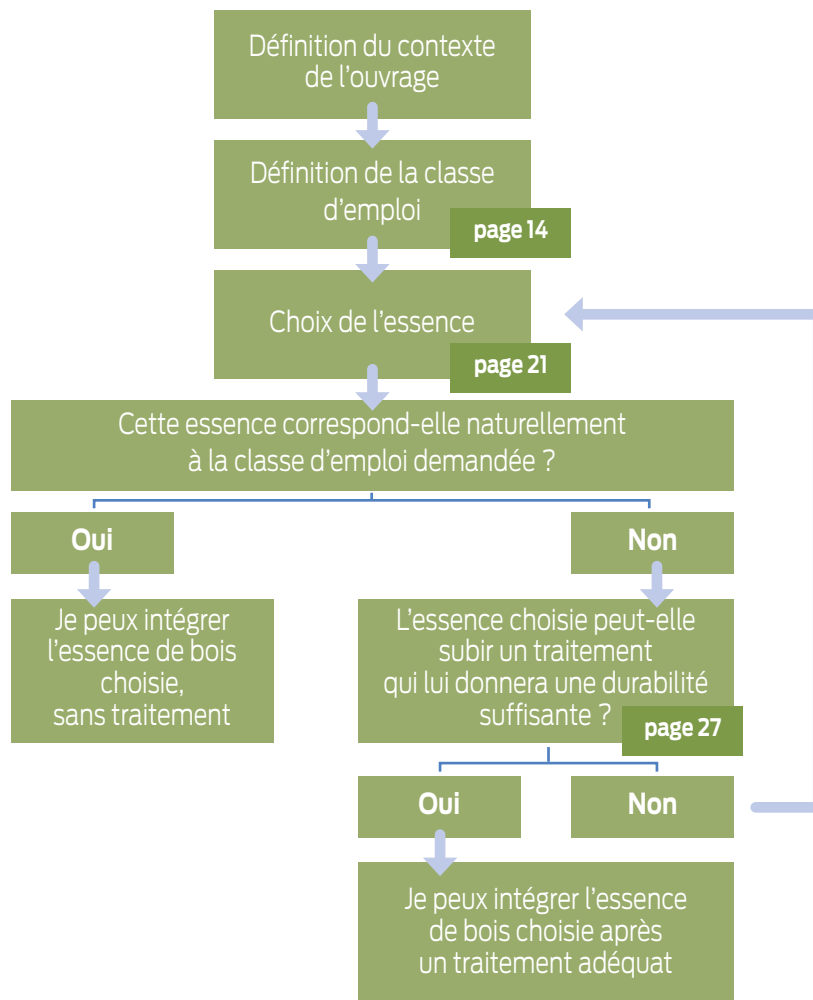 Définition du contexte
de l’ouvrage
Définition de la classe
d’emploi
page 14
Choix de l’essence
page 21
Cette essence correspond-elle naturellement
à la classe d’emploi demandée ?
Oui
Non
Je peux intégrer
l’essence de bois
choisie,
sans traitement
L’essence choisie peut-elle
subir un traitement
qui lui donnera une durabilité
suffisante ?
page 27
Oui
Non
Je peux intégrer l’essence
de bois choisie après
un traitement adéquat